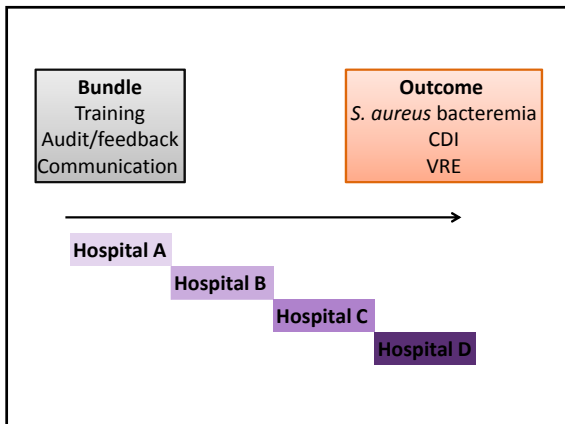 Bundle
Training
Audit/feedback
Communication
Outcome
S. aureus bacteremia
CDI
VRE
Hospital A
Hospital B
Hospital C
Hospital D